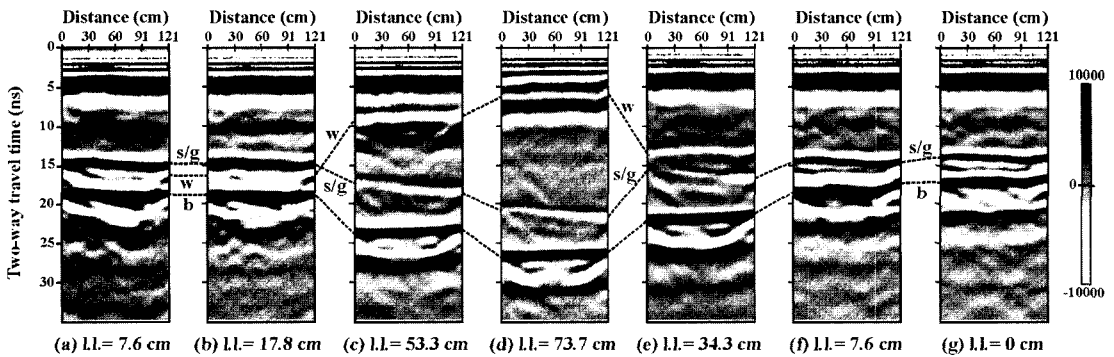 Distance (cm) Distance (cm) Distance (cm) Distance (cm) Distance (cm) Distance (cm) Distance (cm)
0 30 60 91 121 0 30 60 91 121 0 30 60 91 121 0 30 60 91 121 0 30 60 91 121 0 30 60 91 121 0 30 60 91 121
Two-way travel time (ns)
0
5
10
15
20
25
30
s/g
w
b
w
s/g
w
s/g
s/g
b
10000
0
-10000
(a) l.l.= 7.6 cm (b) l.l.= 17.8 cm (c) l.l.= 53.3 cm (d) l.l.= 73.7 cm (e) l.l.= 34.3 cm (f) l.l.= 7.6 cm (g) l.l.= 0 cm